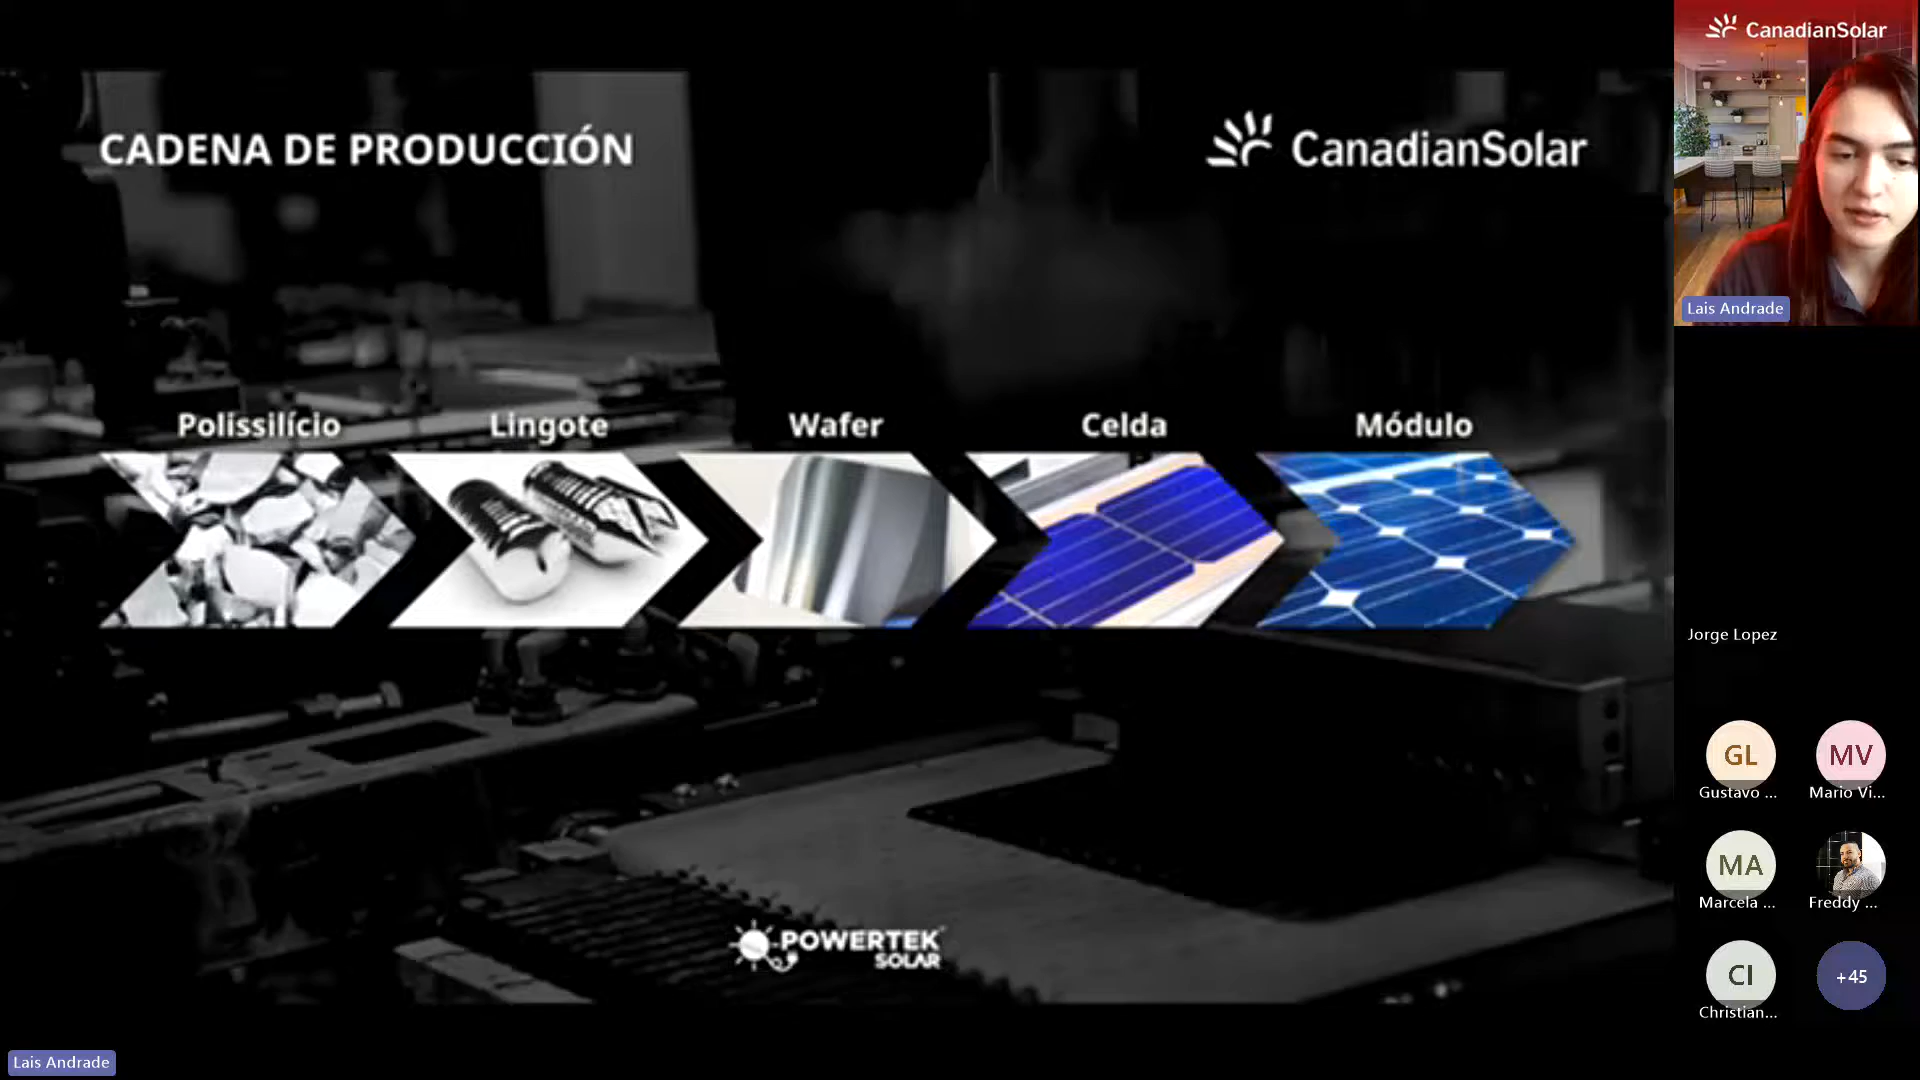 CADENA DE PRODUCCIÓN
CanadianSolar
Polissilício
Lingote
Wafer
Celda
Módulo
POWERTEK
SOLAR
Lais Andrade
CanadianSolar
Lais Andrade
Jorge Lopez
GL
MV
Gustavo ...
Mario Vi...
MA
Marcela ...
Freddy ...
CI
+45
Christian...